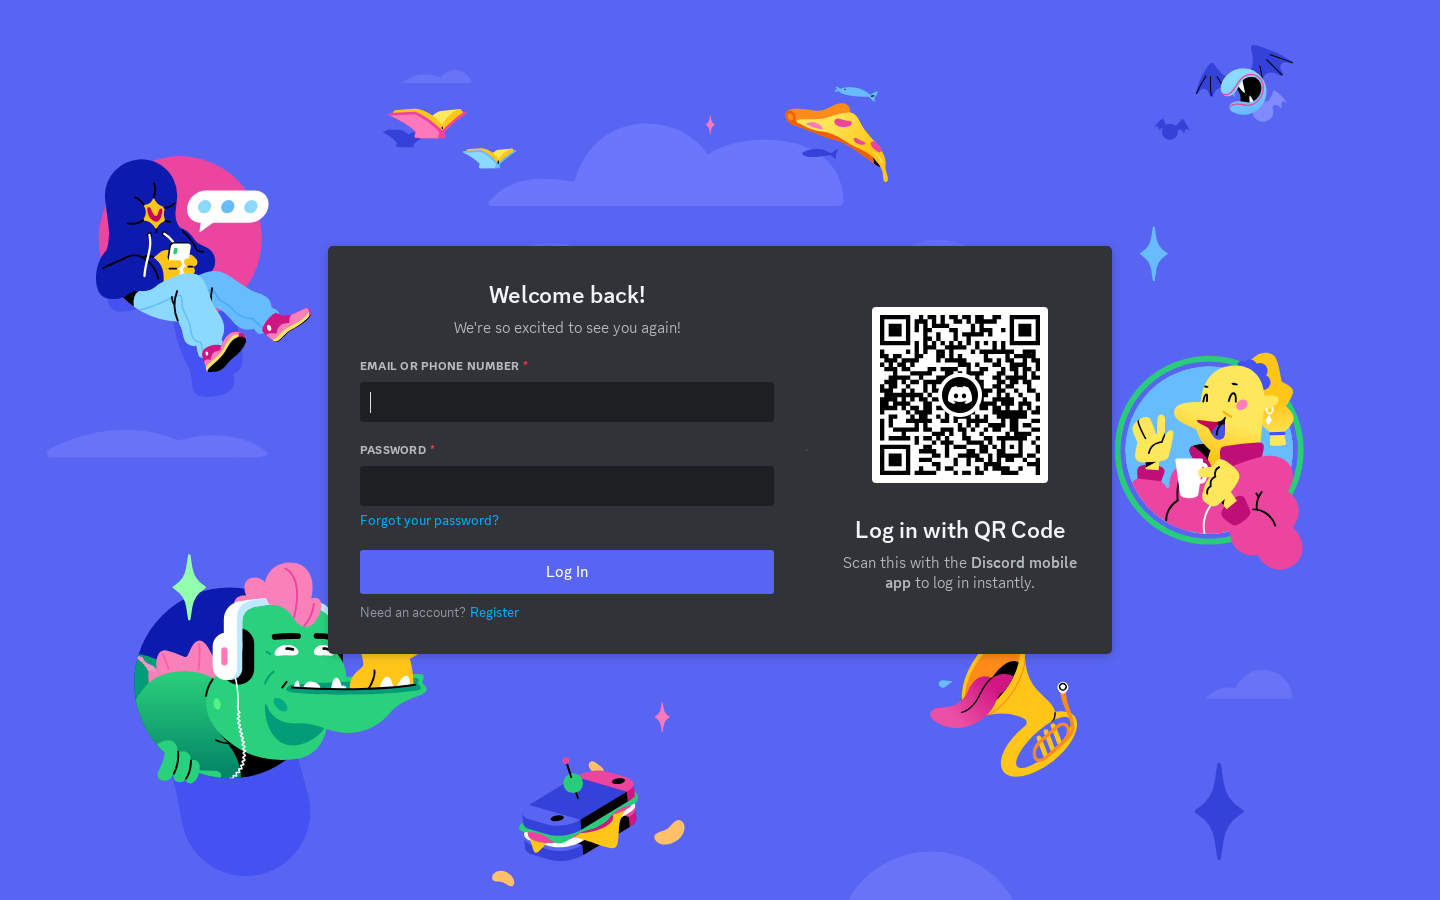 Welcome back!
We're so excited to see you again!
EMAIL OR PHONE NUMBER *
PASSWORD *
Forgot your password?
Log In
Need an account? Register
Log in with QR Code
Scan this with the Discord mobile
app to log in instantly.